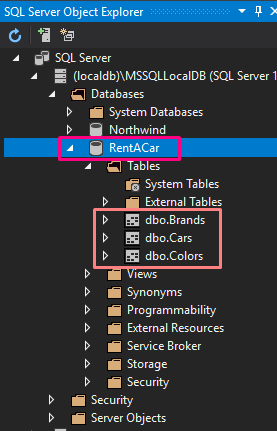 SQL Server Object Explorer
SQL Server
(localdb)\MSSQLLocalDB (SQL Server 1
Databases
System Databases
Northwind
RentACar
Tables
System Tables
External Tables
dbo.Brands
dbo.Cars
dbo.Colors
Views
Synonyms
Programmability
External Resources
Service Broker
Storage
Security
Security
Server Objects